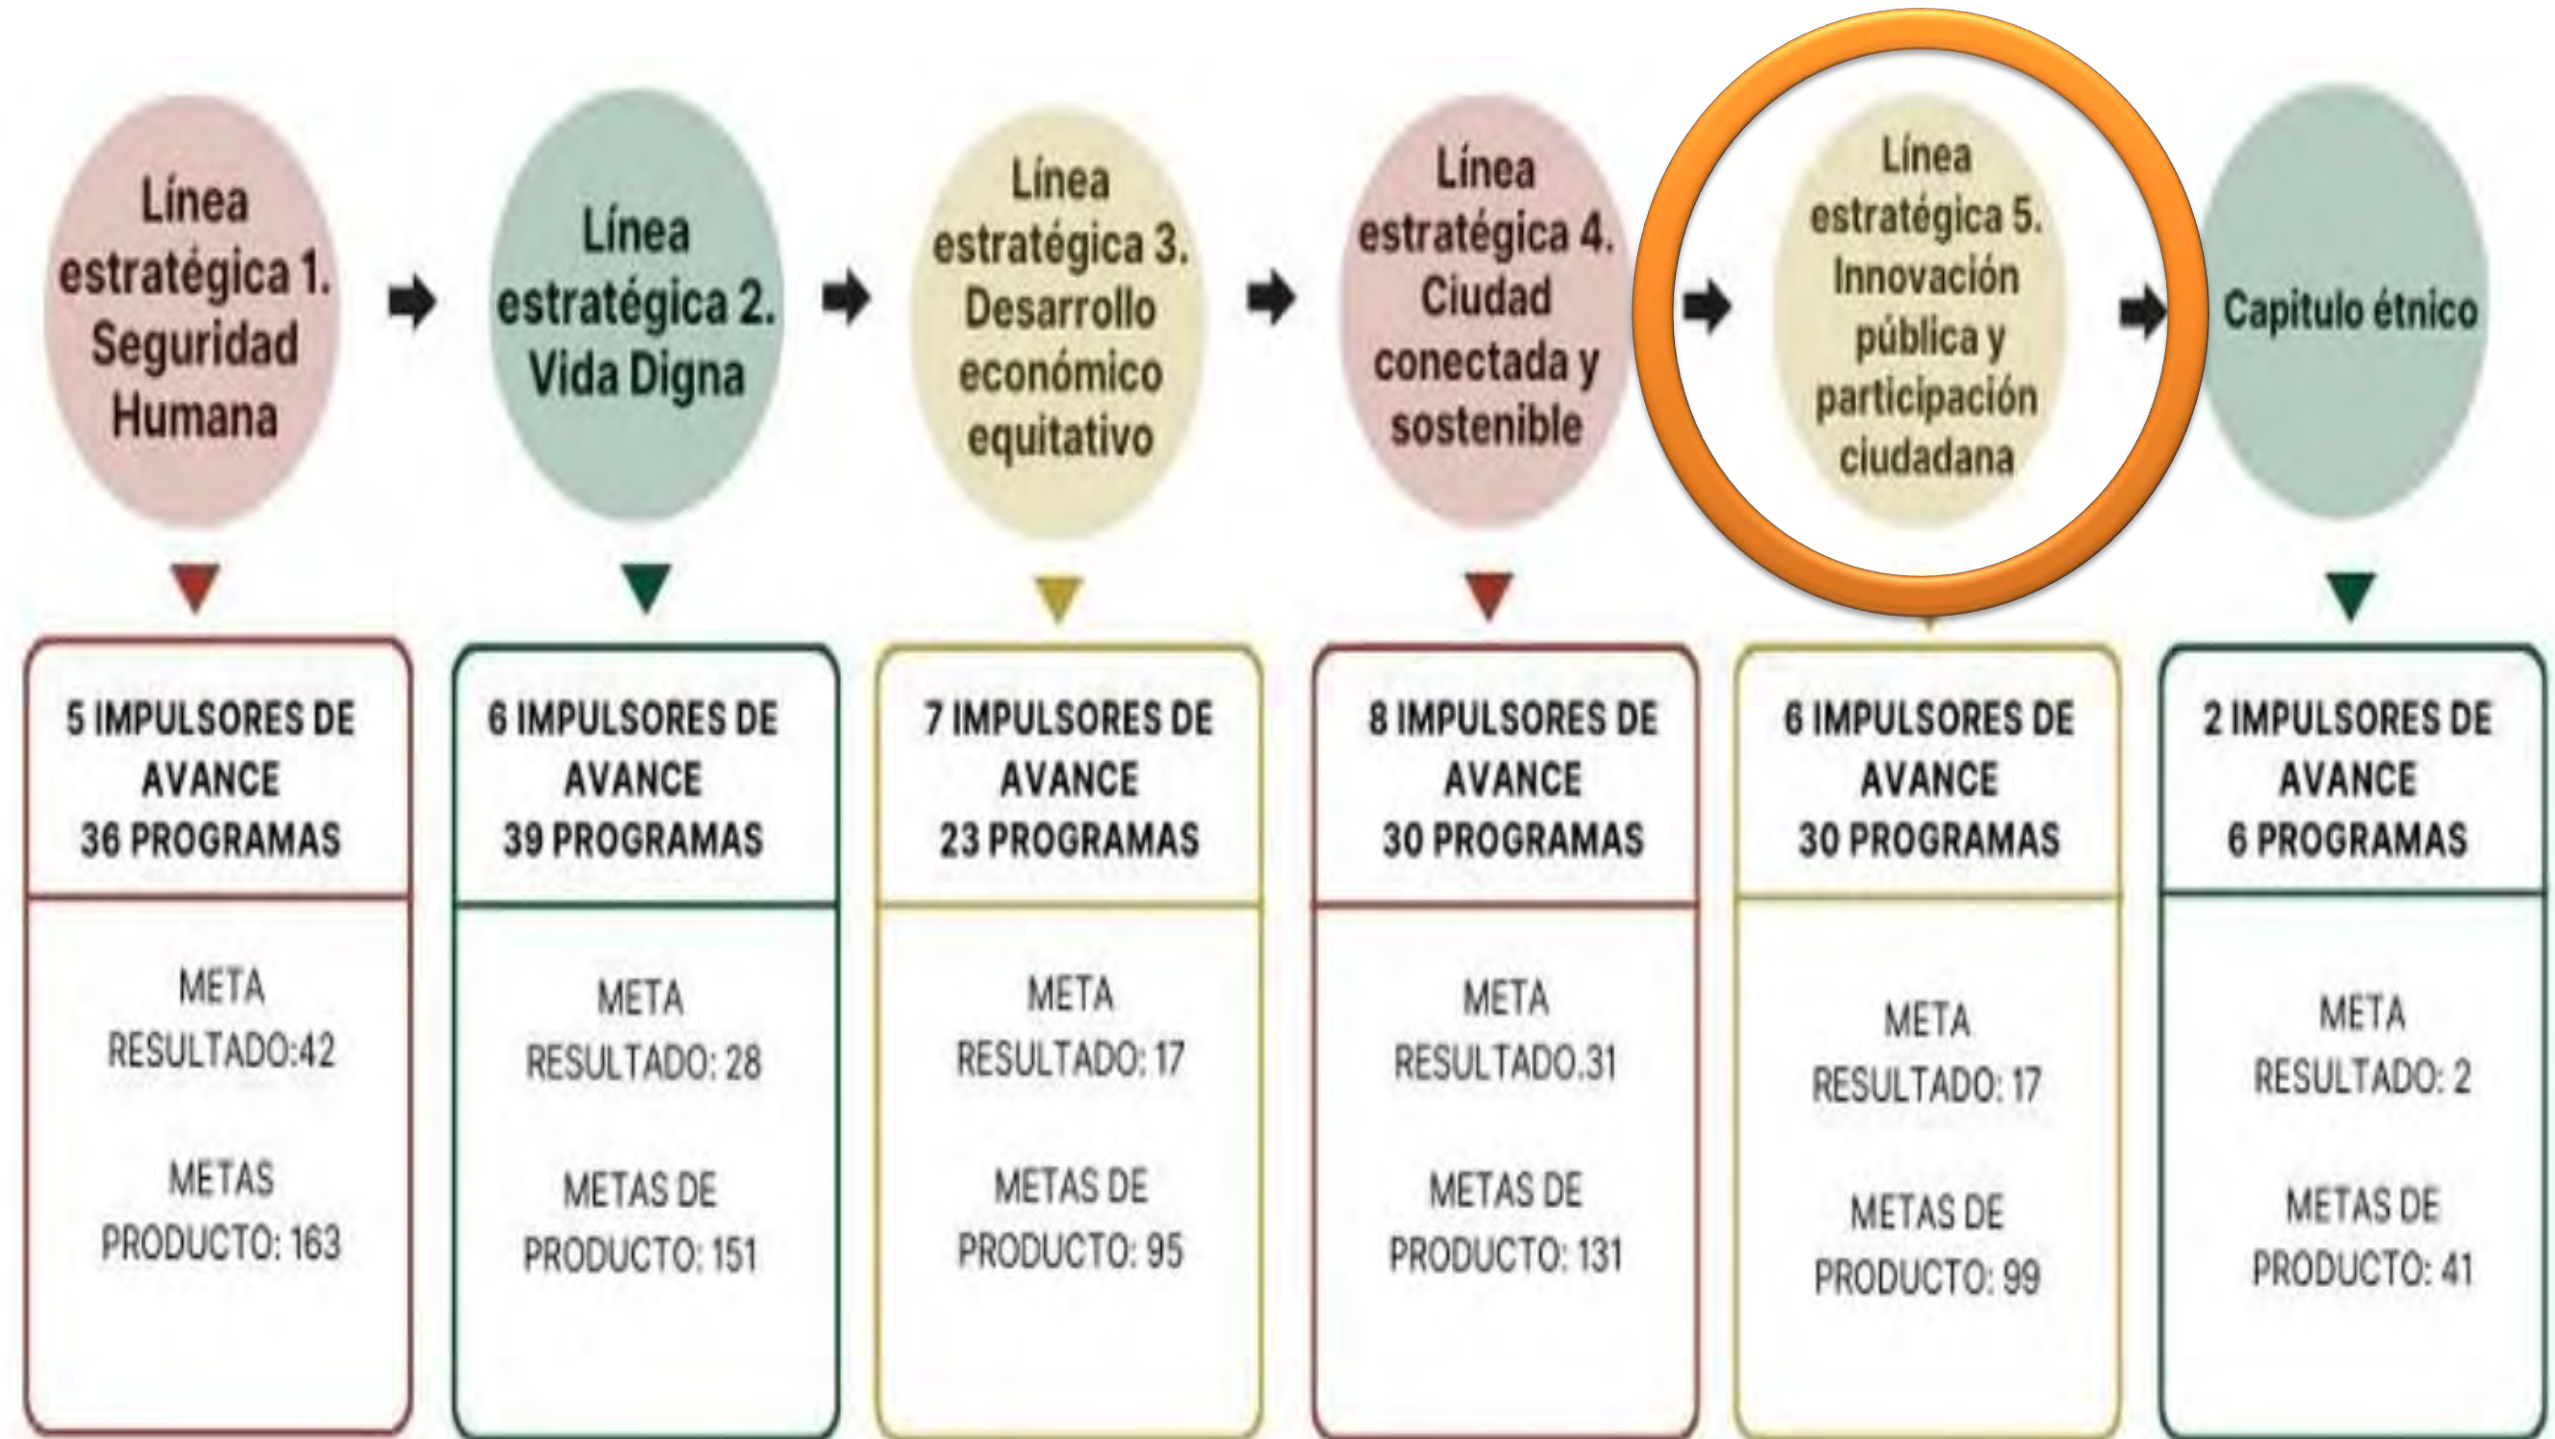 Línea
estratégica 1.
Seguridad
Humana
Línea
estratégica 2.
Vida Digna
Línea
estratégica 3.
Desarrollo
económico
equitativo
Línea
estratégica 4.
Ciudad
conectada y
sostenible
Línea
estratégica 5.
Innovación
pública y
participación
ciudadana
Capitulo étnico
5 IMPULSORES DE
AVANCE
36 PROGRAMAS
META
RESULTADO:42
METAS
PRODUCTO: 163
6 IMPULSORES DE
AVANCE
39 PROGRAMAS
META
RESULTADO: 28
METAS DE
PRODUCTO: 151
7 IMPULSORES DE
AVANCE
23 PROGRAMAS
META
RESULTADO: 17
METAS DE
PRODUCTO: 95
8 IMPULSORES DE
AVANCE
30 PROGRAMAS
META
RESULTADO.31
METAS DE
PRODUCTO: 131
6 IMPULSORES DE
AVANCE
30 PROGRAMAS
META
RESULTADO: 17
METAS DE
PRODUCTO: 99
2 IMPULSORES DE
AVANCE
6 PROGRAMAS
META
RESULTADO: 2
METAS DE
PRODUCTO: 41